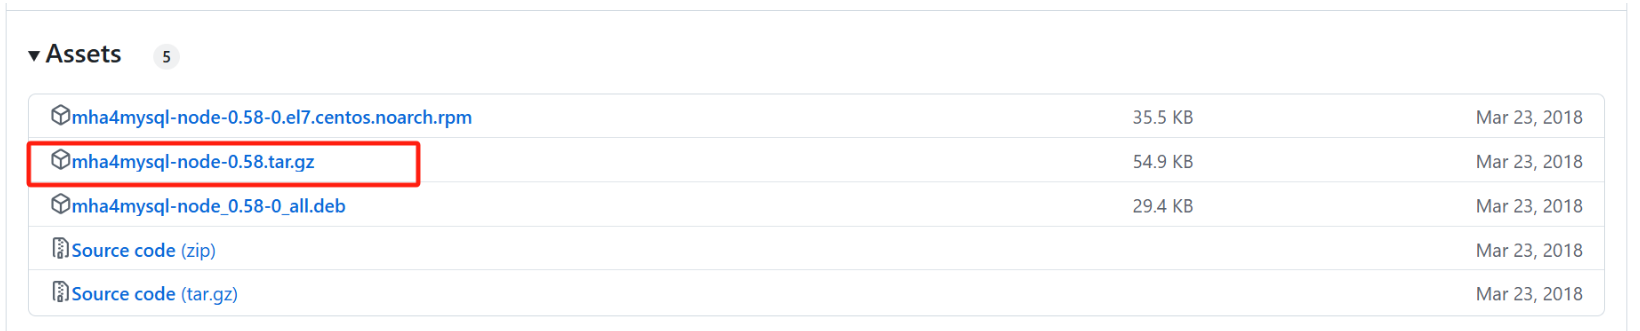 Assets 5
mha4mysql-node-0.58-0.el7.centos.noarch.rpm 35.5 KB Mar 23, 2018
mha4mysql-node-0.58.tar.gz 54.9 KB Mar 23, 2018
mha4mysql-node_0.58-0_all.deb 29.4 KB Mar 23, 2018
Source code (zip) Mar 23, 2018
Source code (tar.gz) Mar 23, 2018